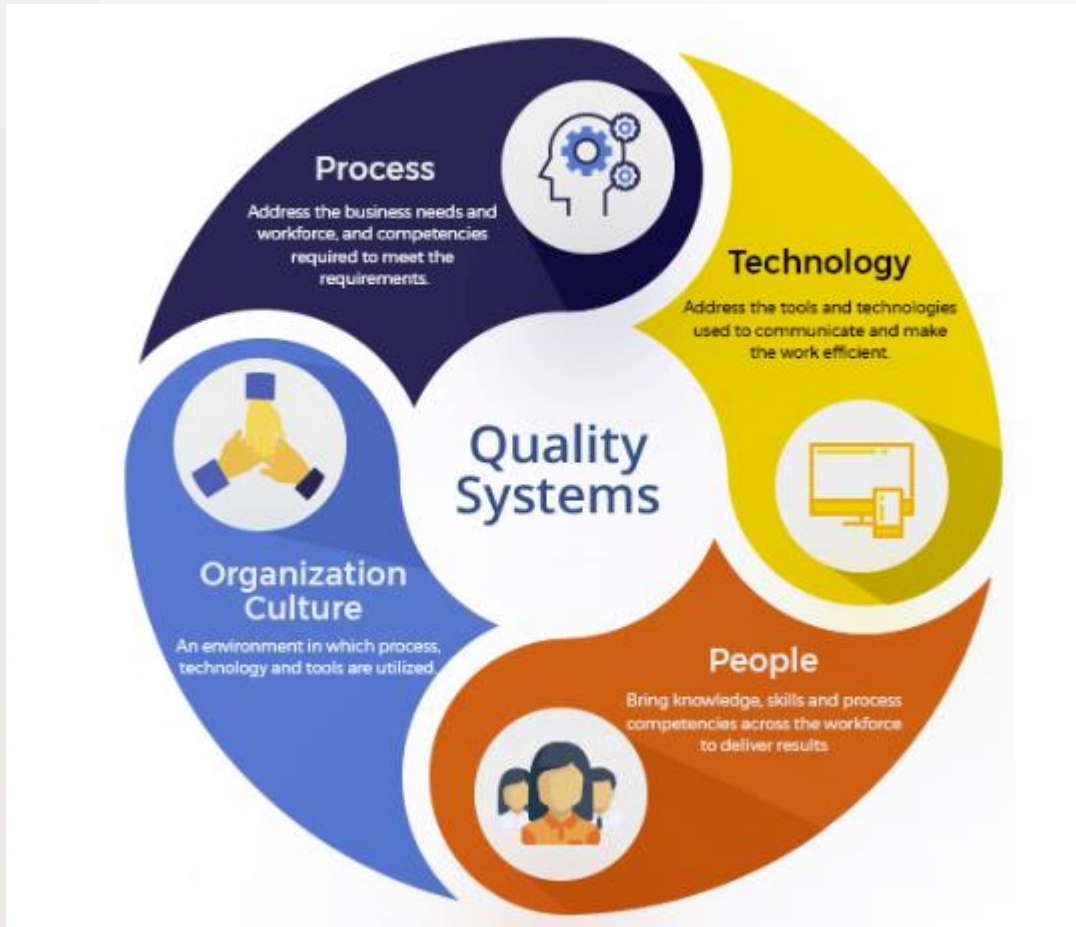 Process
Address the business needs and
workforce, and competencies
required to meet the
requirements.
Technology
Address the tools and technologies
used to communicate and make
the work efficient.
Quality
Systems
Organization
Culture
An environment in which process,
technology and tools are utilized.
People
Bring knowledge, skills and process
competencies across the workforce
to deliver results